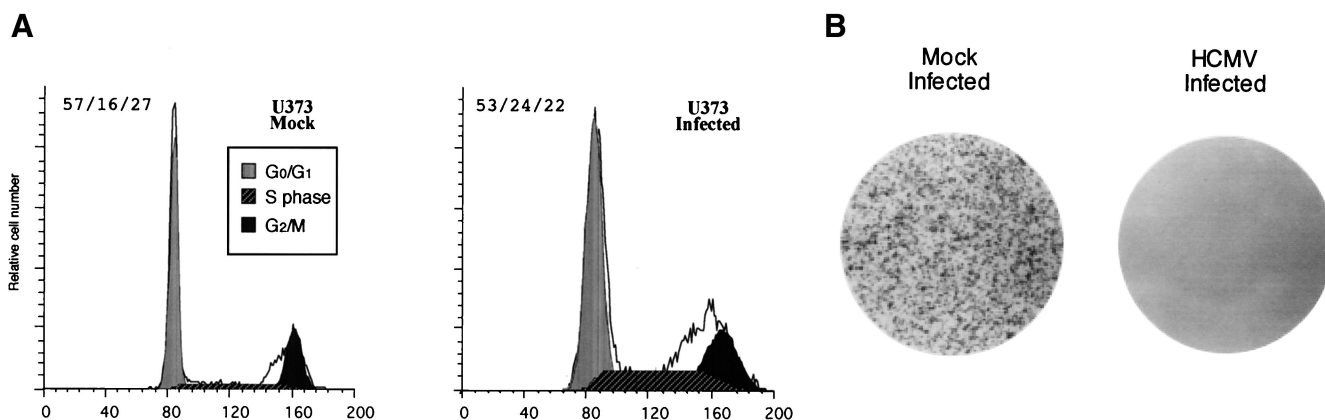 A
57/16/27
U373
Mock
G0/G1
S phase
G2/M
Relative cell number
0 40 80 120 160 200
53/24/22
U373
Infected
0 40 80 120 160 200
B
Mock
Infected
HCMV
Infected